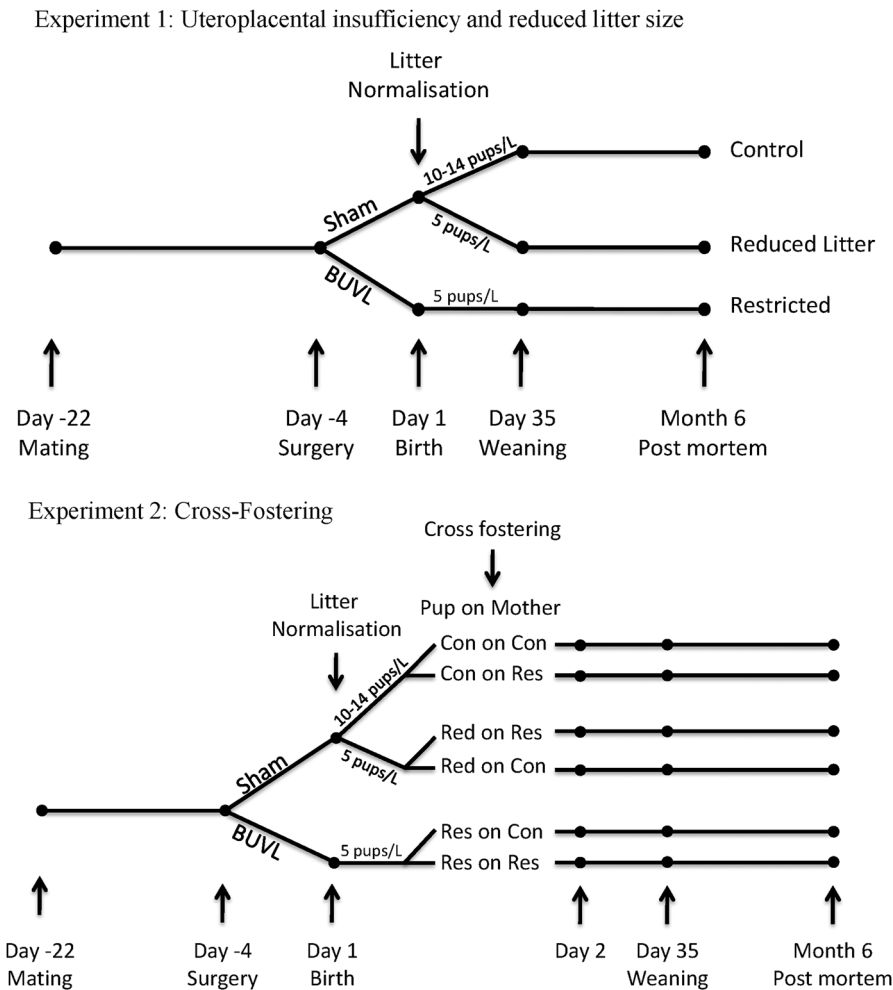 Experiment 1: Uteroplacental insufficiency and reduced litter size
Litter
Normalisation
10-14 pups/L
Control
Sham
5 pups/L
Reduced Litter
BUVL
5 pups/L
Restricted
Day -22
Mating
Day -4
Surgery
Day 1
Birth
Day 35
Weaning
Month 6
Post mortem
Experiment 2: Cross-Fostering
Cross fostering
Litter
Normalisation
Pup on Mother
10-14 pups/L
Con on Con
Con on Res
Sham
5 pups/L
Red on Res
Red on Con
BUVL
5 pups/L
Res on Con
Res on Res
Day -22
Mating
Day -4
Surgery
Day 1
Birth
Day 2
Day 35
Weaning
Month 6
Post mortem